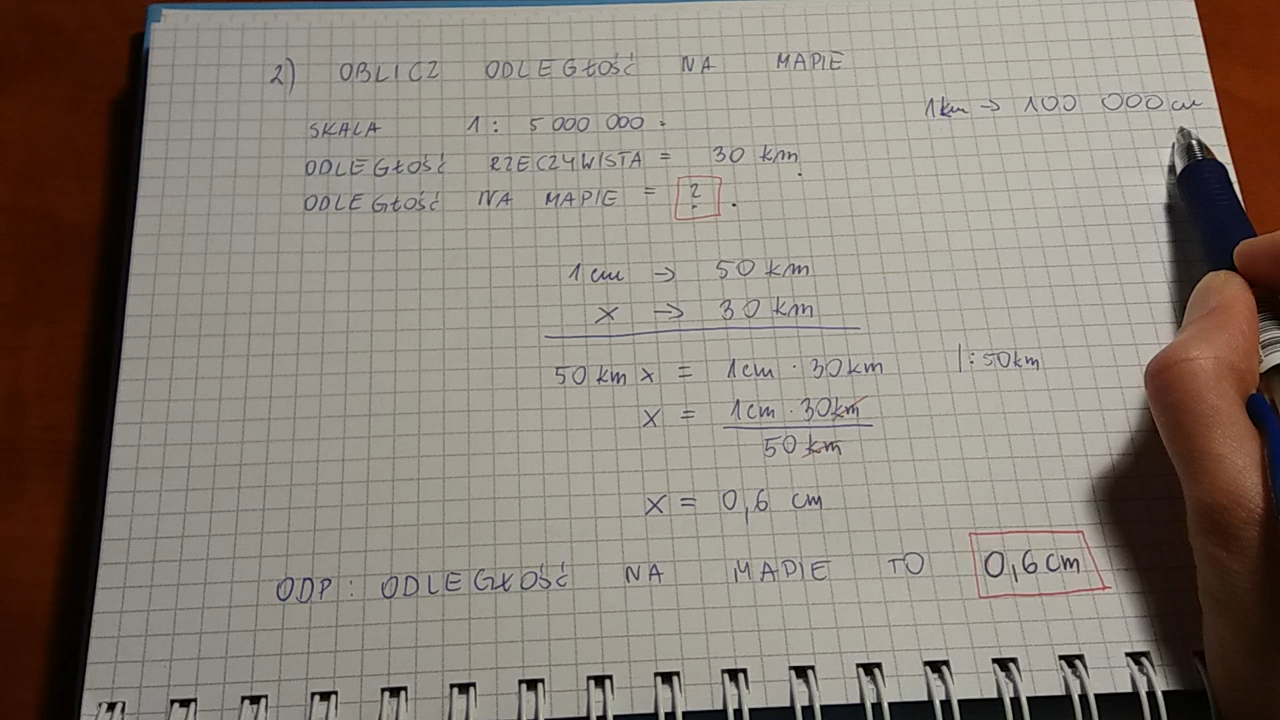 2) OBLICZ ODLEGŁOŚĆ NA MAPIE
1km → 100 000 cm
SKALA 1 : 5 000 000 .
ODLEGŁOŚĆ RZECZYWISTA = 30 km .
ODLEGŁOŚĆ NA MAPIE = ? .
1cm → 50 km
x → 30 km
50 km x = 1cm · 30km |: 50km
x = 1cm · 30km
50 km
x = 0,6 cm
ODP : ODLEGŁOŚĆ NA MAPIE TO 0,6 cm